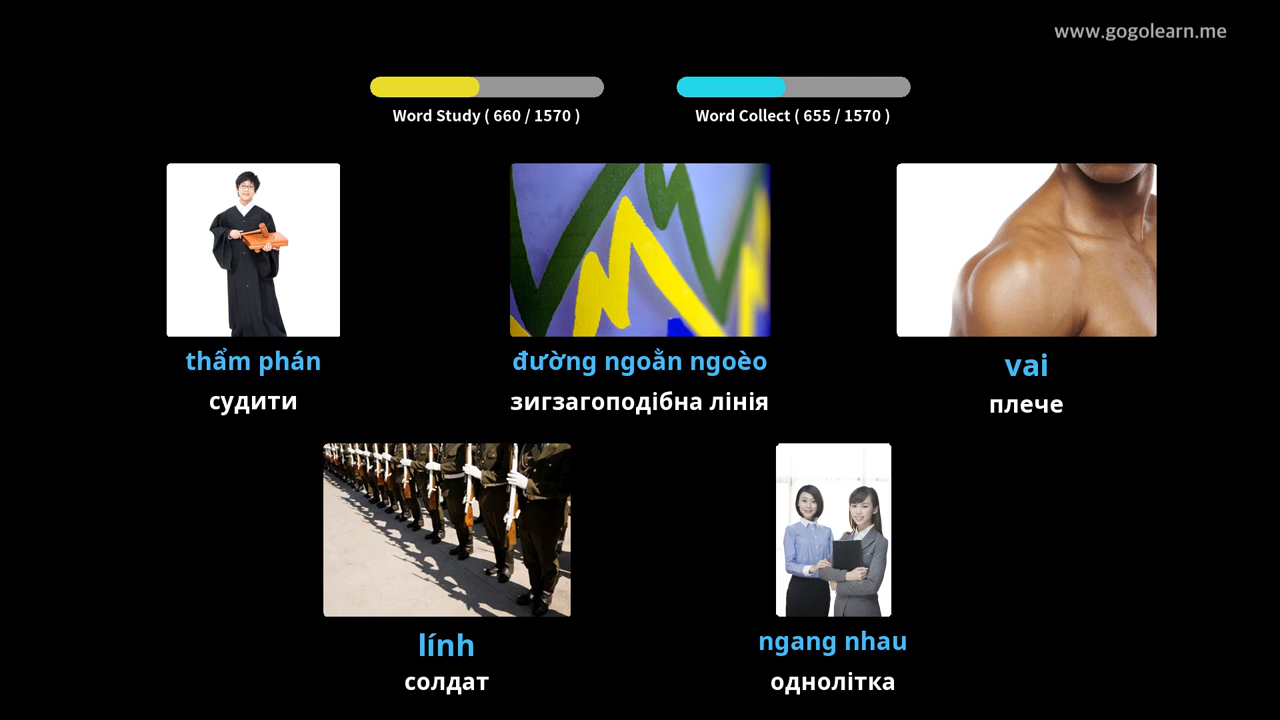 www.gogolearn.me
Word Study ( 660 / 1570 )
Word Collect ( 655 / 1570 )
thẩm phán
судити
đường ngoằn ngoèo
зигзагоподібна лінія
vai
плече
lính
солдат
ngang nhau
однолітка